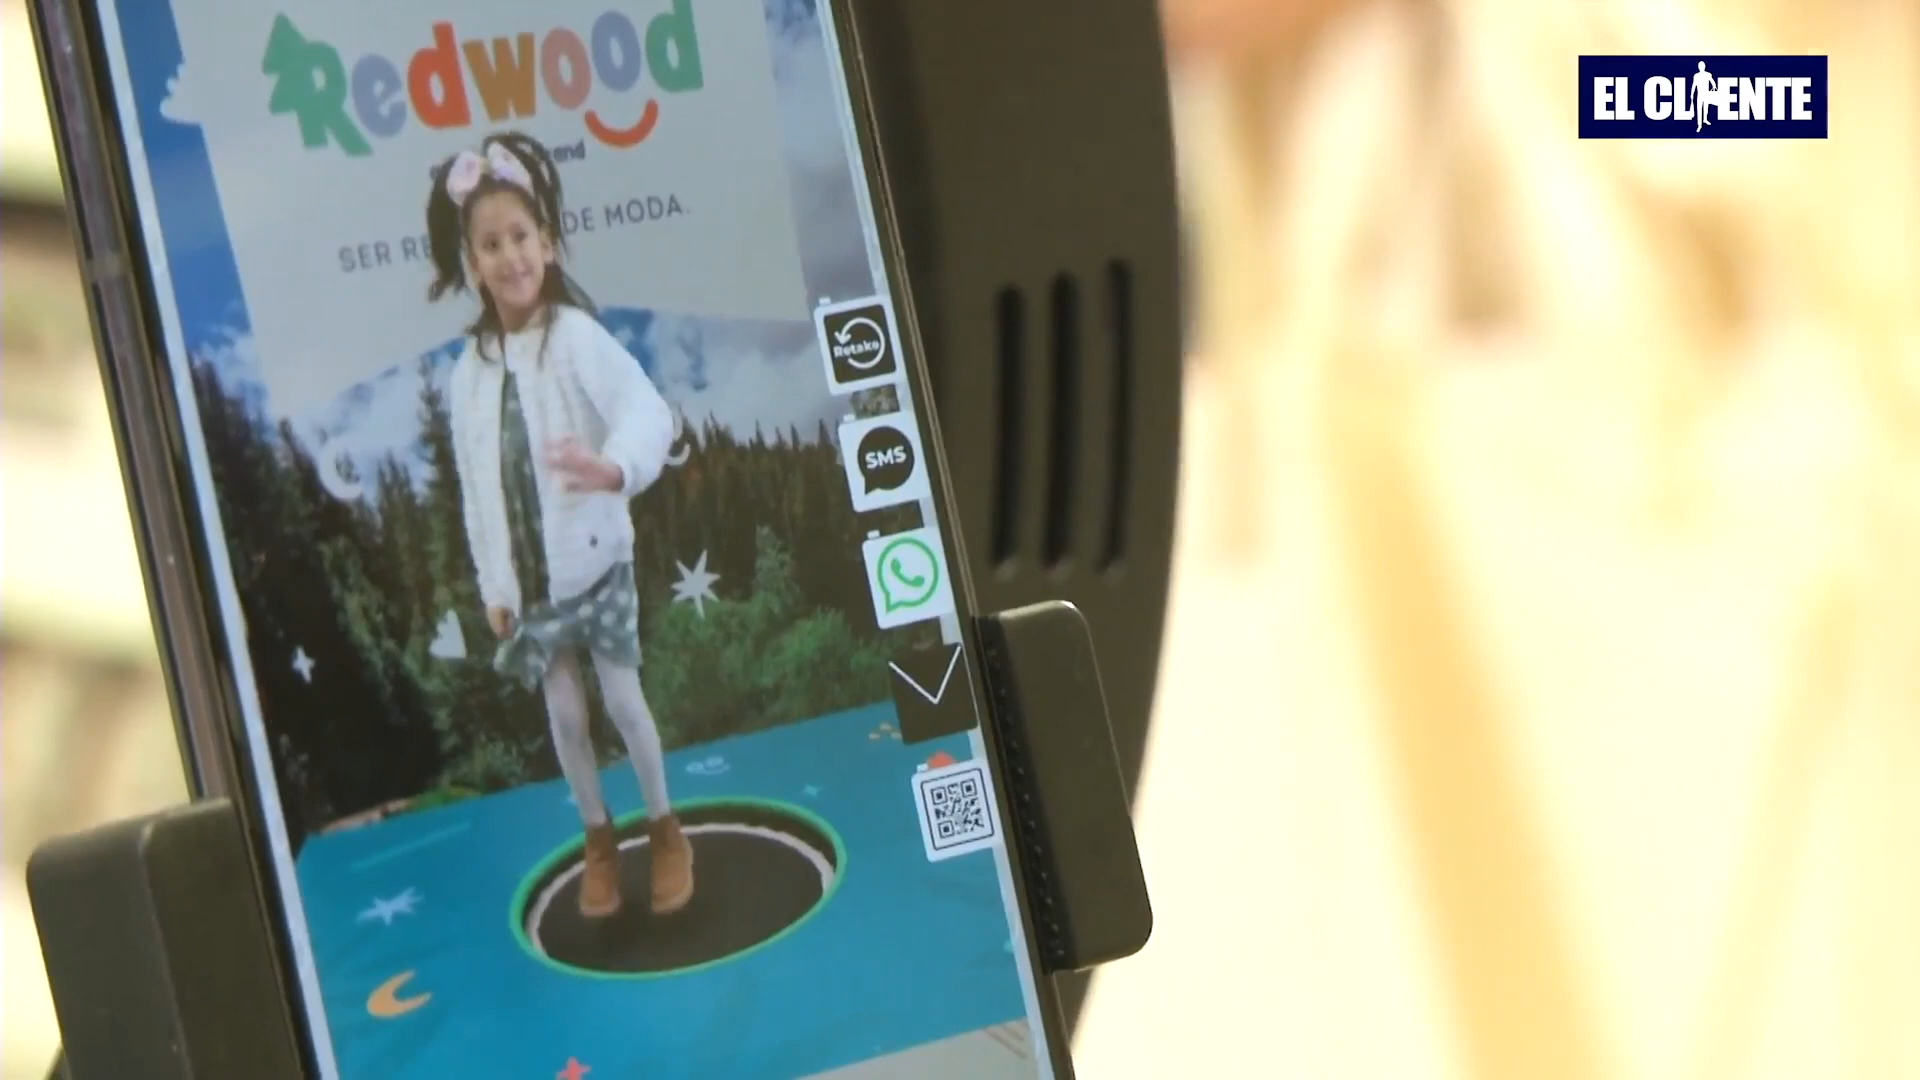 Redwood
EL CLIENTE
SER RE DE MODA.
Retake
SMS